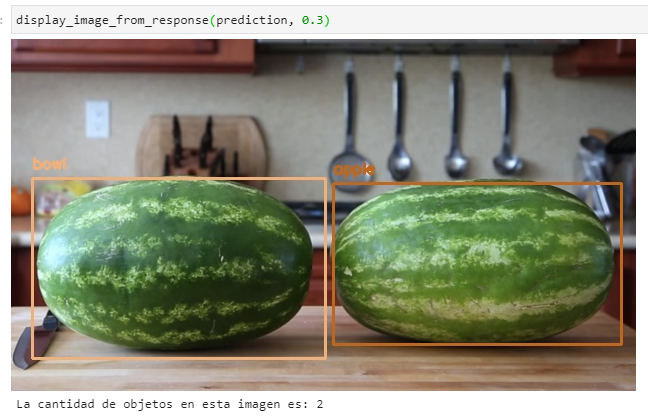 : display_image_from_response(prediction, 0.3)
bowl
apple
La cantidad de objetos en esta imagen es: 2